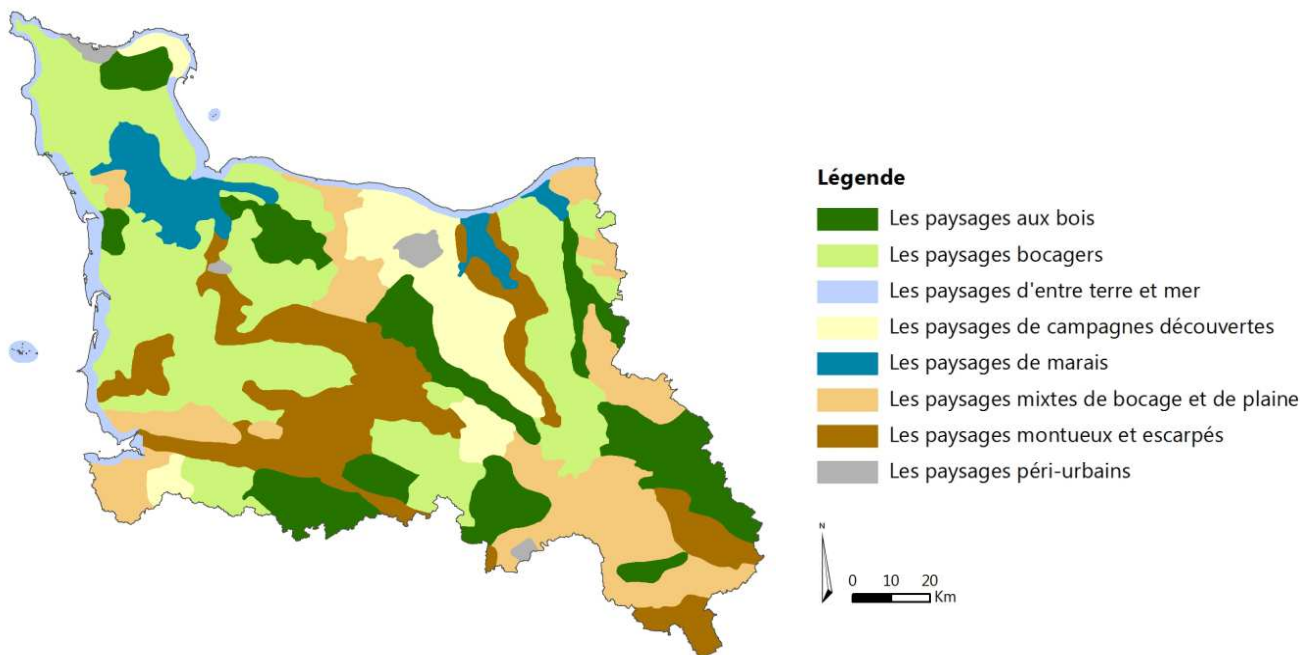 Légende
Les paysages aux bois
Les paysages bocagers
Les paysages d'entre terre et mer
Les paysages de campagnes découvertes
Les paysages de marais
Les paysages mixtes de bocage et de plaine
Les paysages montueux et escarpés
Les paysages péri-urbains
N
0 10 20
Km